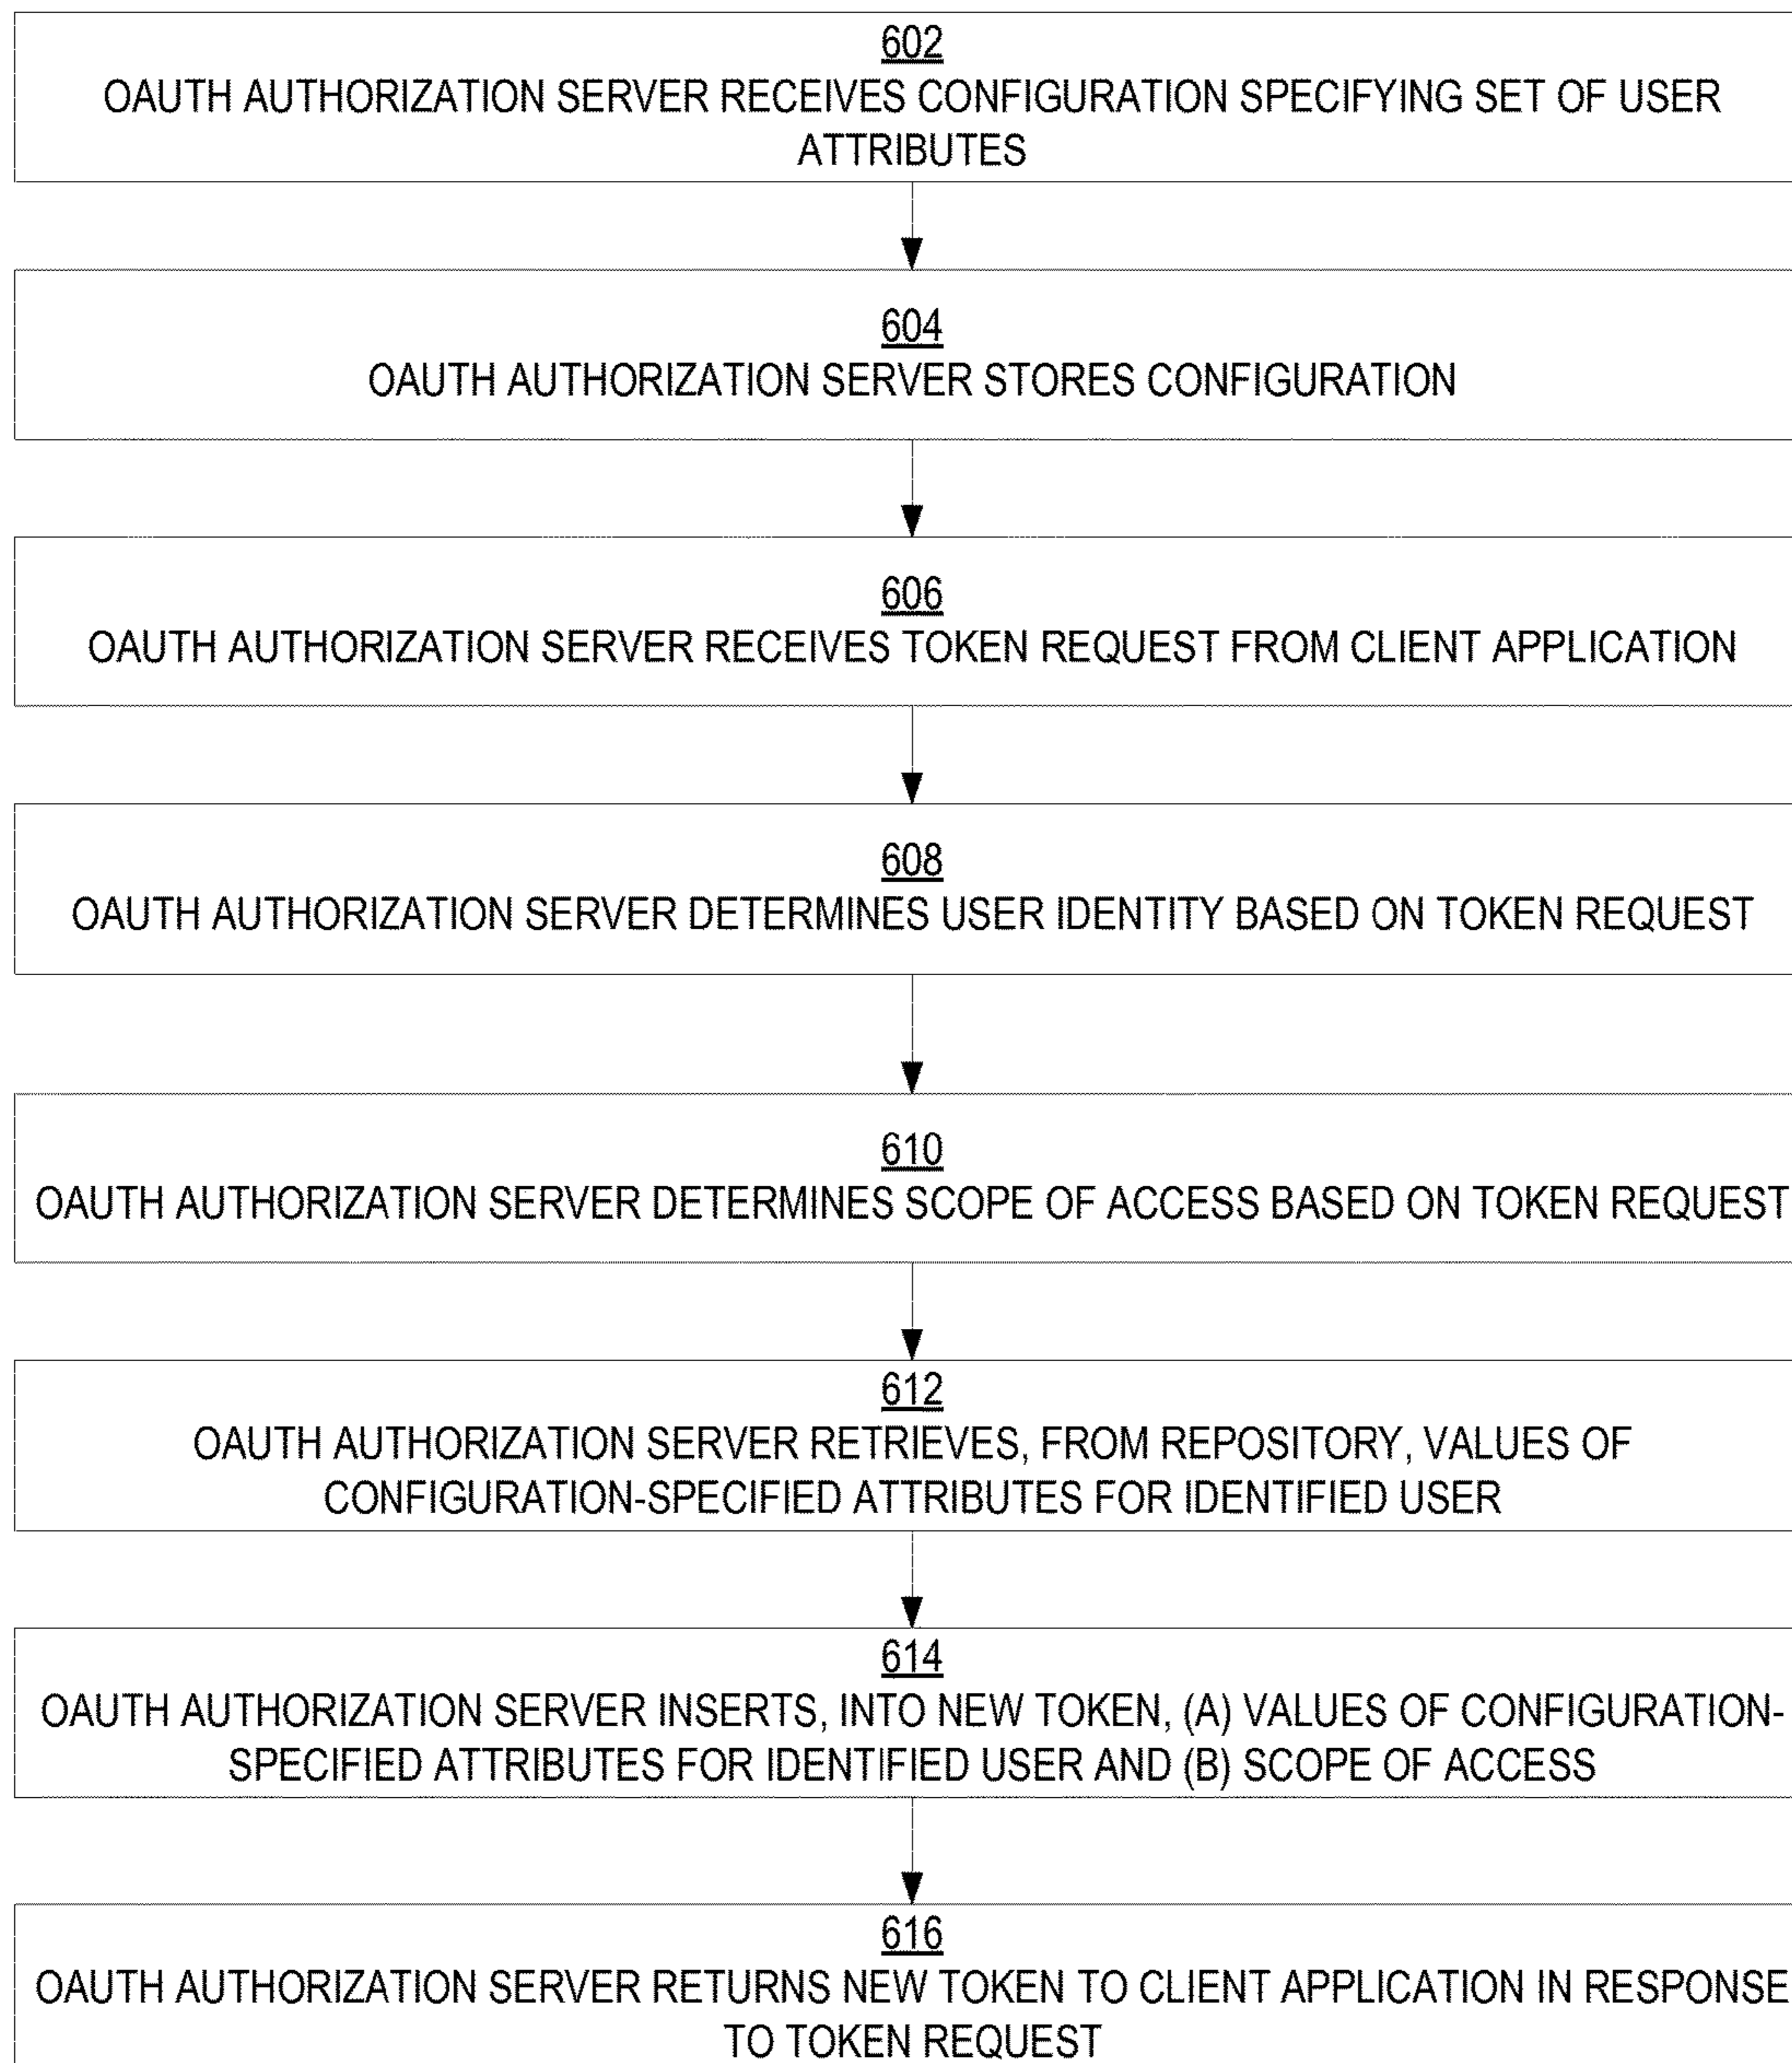 602
OAUTH AUTHORIZATION SERVER RECEIVES CONFIGURATION SPECIFYING SET OF USER
ATTRIBUTES
604
OAUTH AUTHORIZATION SERVER STORES CONFIGURATION
606
OAUTH AUTHORIZATION SERVER RECEIVES TOKEN REQUEST FROM CLIENT APPLICATION
608
OAUTH AUTHORIZATION SERVER DETERMINES USER IDENTITY BASED ON TOKEN REQUEST
610
OAUTH AUTHORIZATION SERVER DETERMINES SCOPE OF ACCESS BASED ON TOKEN REQUEST
612
OAUTH AUTHORIZATION SERVER RETRIEVES, FROM REPOSITORY, VALUES OF
CONFIGURATION-SPECIFIED ATTRIBUTES FOR IDENTIFIED USER
614
OAUTH AUTHORIZATION SERVER INSERTS, INTO NEW TOKEN, (A) VALUES OF CONFIGURATION-
SPECIFIED ATTRIBUTES FOR IDENTIFIED USER AND (B) SCOPE OF ACCESS
616
OAUTH AUTHORIZATION SERVER RETURNS NEW TOKEN TO CLIENT APPLICATION IN RESPONSE
TO TOKEN REQUEST